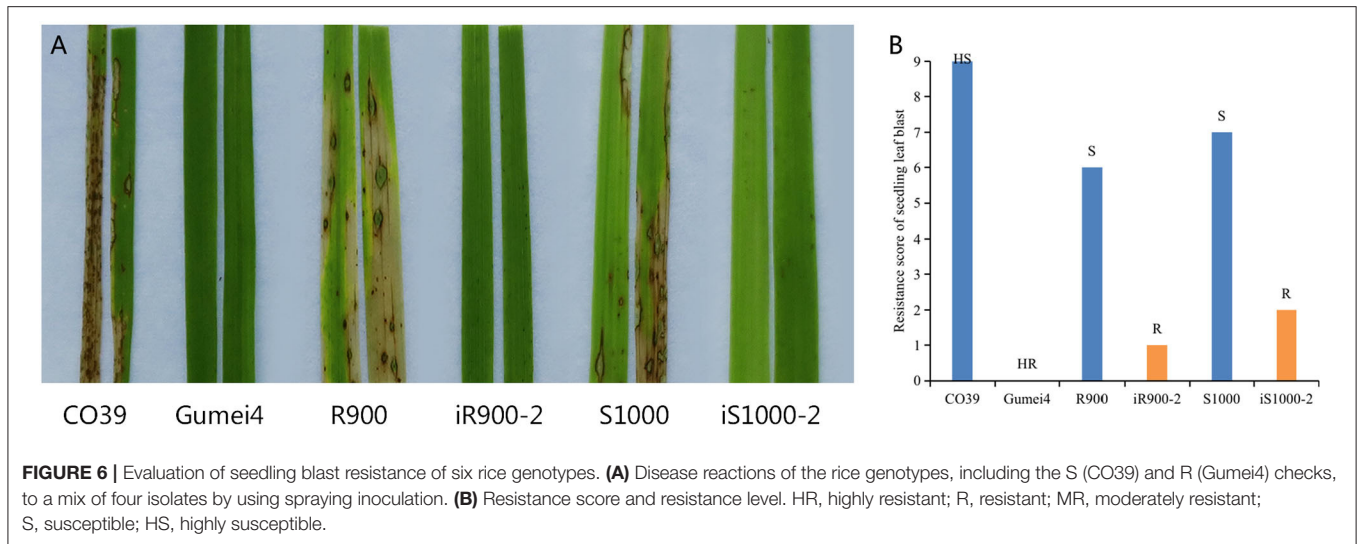 A
CO39 Gumei4 R900 iR900-2 S1000 iS1000-2
B
Resistance score of seedling leaf blast
9
8
7
6
5
4
3
2
1
0
HS
HR
S
R
S
R
CO39 Gumei4 R900 iR900-2 S1000 iS1000-2
FIGURE 6 | Evaluation of seedling blast resistance of six rice genotypes. (A) Disease reactions of the rice genotypes, including the S (CO39) and R (Gumei4) checks,
to a mix of four isolates by using spraying inoculation. (B) Resistance score and resistance level. HR, highly resistant; R, resistant; MR, moderately resistant;
S, susceptible; HS, highly susceptible.